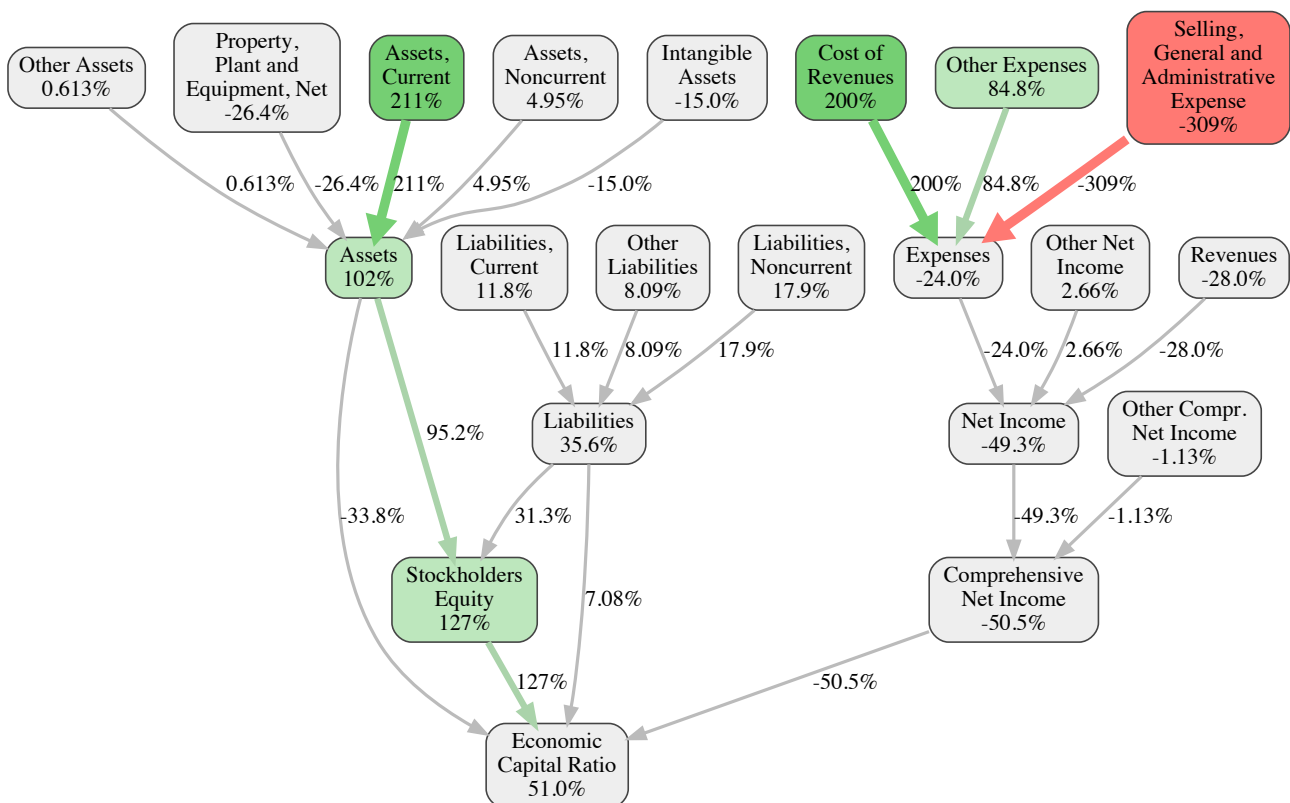 Other Assets
0.613%
Property,
Plant and
Equipment, Net
-26.4%
Assets,
Current
211%
Assets,
Noncurrent
4.95%
Intangible
Assets
-15.0%
Cost of
Revenues
200%
Other Expenses
84.8%
Selling,
General and
Administrative
Expense
-309%
0.613%
-26.4%
211%
4.95%
-15.0%
200%
84.8%
-309%
Assets
102%
Liabilities,
Current
11.8%
Other
Liabilities
8.09%
Liabilities,
Noncurrent
17.9%
Expenses
-24.0%
Other Net
Income
2.66%
Revenues
-28.0%
11.8%
8.09%
17.9%
-24.0%
2.66%
-28.0%
95.2%
Liabilities
35.6%
Net Income
-49.3%
Other Compr.
Net Income
-1.13%
-33.8%
31.3%
-49.3%
-1.13%
Stockholders
Equity
127%
7.08%
Comprehensive
Net Income
-50.5%
127%
-50.5%
Economic
Capital Ratio
51.0%